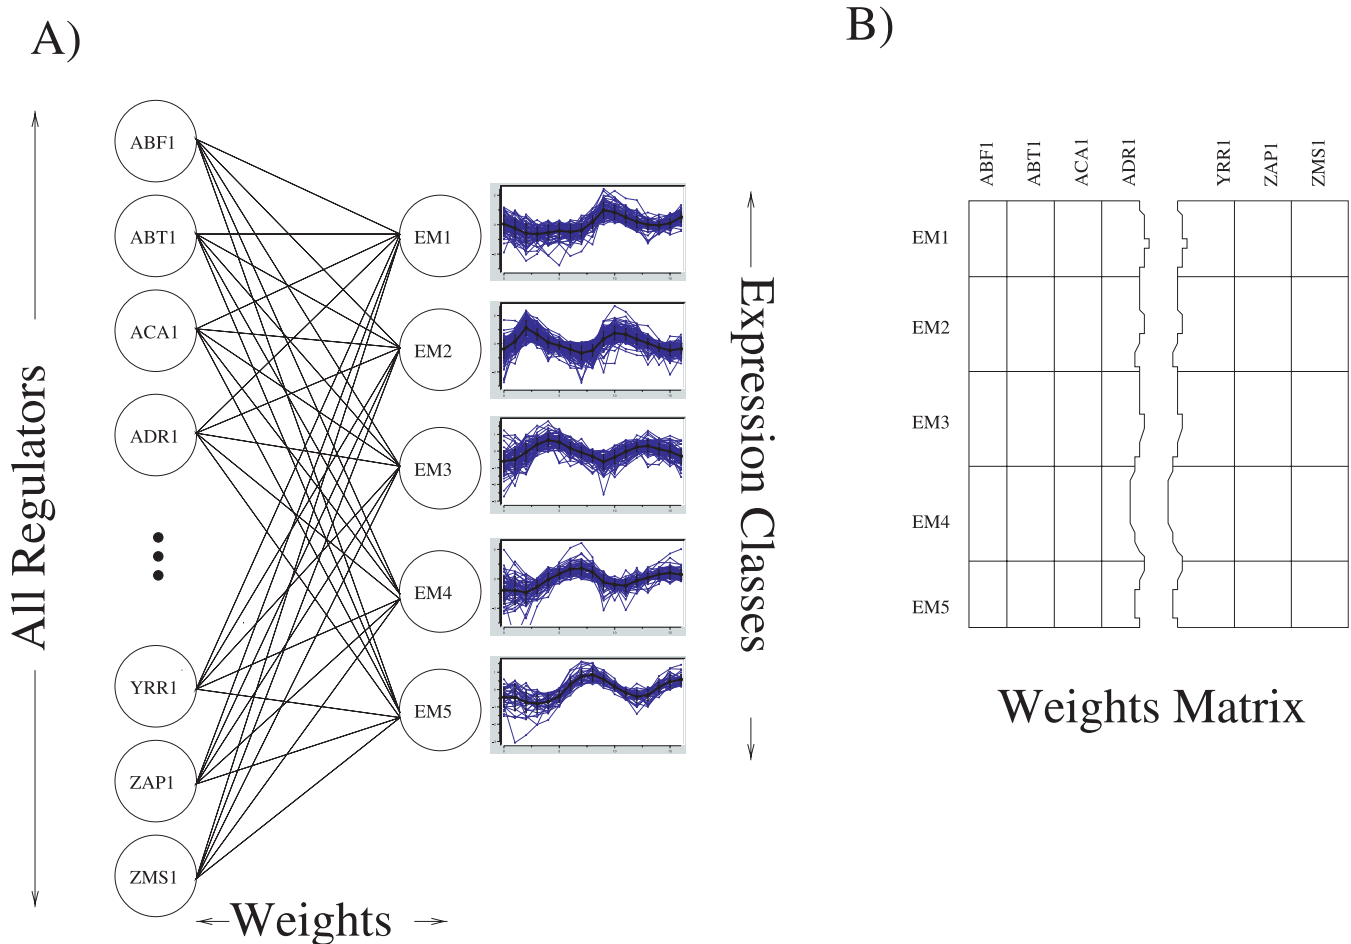 A)
B)
All Regulators
ABF1
ABT1
ACA1
ADR1
YRR1
ZAP1
ZMS1
EM1
EM2
EM3
EM4
EM5
Weights
Expression Classes
ABF1
ABT1
ACA1
ADR1
YRR1
ZAP1
ZMS1
EM1
EM2
EM3
EM4
EM5
Weights Matrix